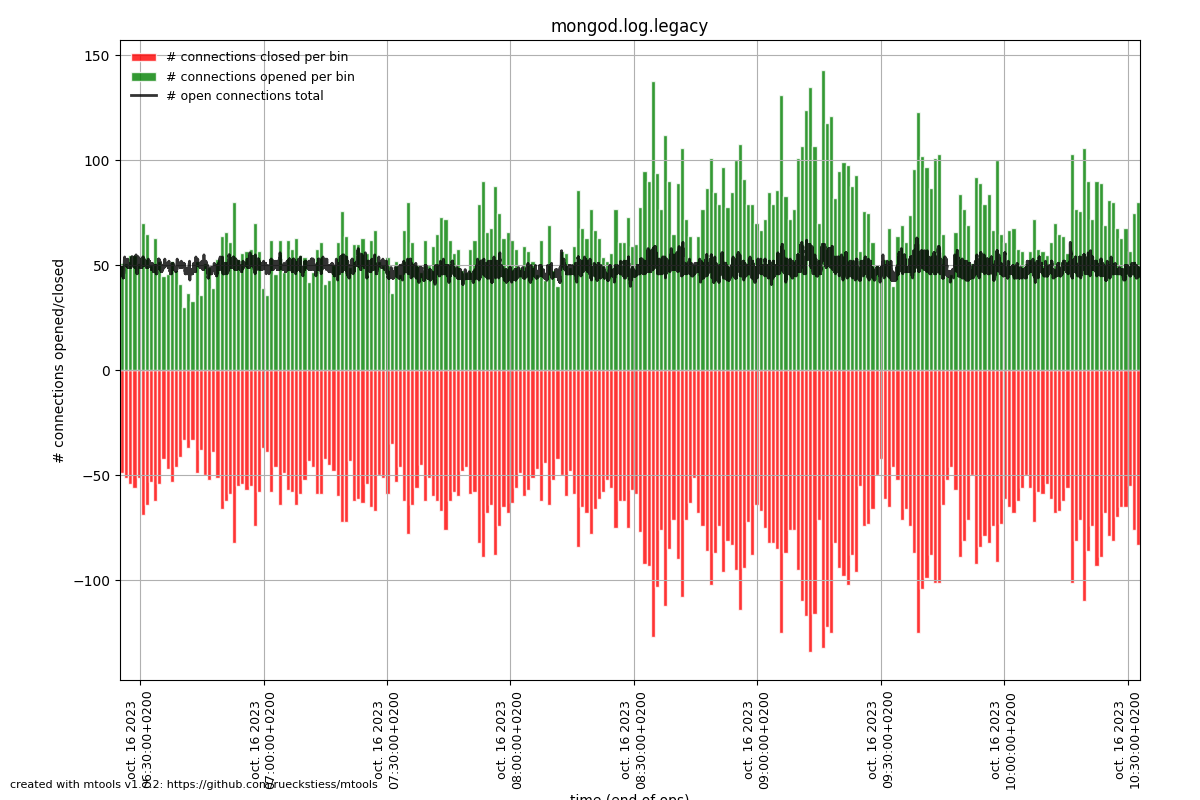 mongod.log.legacy
# connections closed per bin
# connections opened per bin
# open connections total
150
100
50
0
−50
−100
# connections opened/closed
oct. 16 2023
06:30:00+0200
oct. 16 2023
07:00:00+0200
oct. 16 2023
07:30:00+0200
oct. 16 2023
08:00:00+0200
oct. 16 2023
08:30:00+0200
oct. 16 2023
09:00:00+0200
oct. 16 2023
09:30:00+0200
oct. 16 2023
10:00:00+0200
oct. 16 2023
10:30:00+0200
time (end of ops)
created with mtools
https://github.com/rueckstiess/mtools